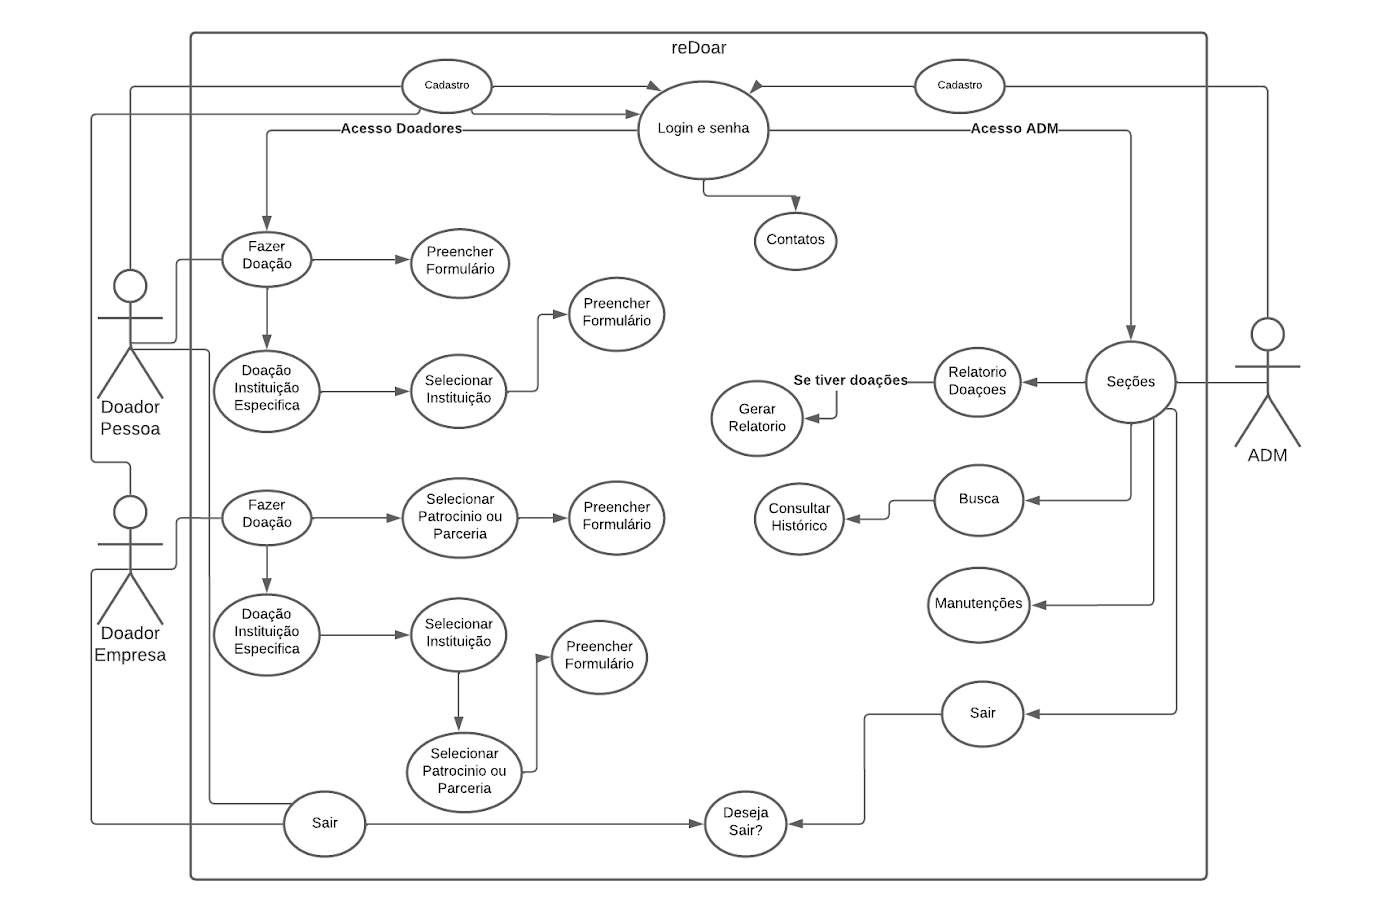 reDoar
Cadastro
Cadastro
Login e senha
Acesso Doadores
Acesso ADM
Contatos
Fazer
Doação
Preencher
Formulário
Preencher
Formulário
Doação
Instituição
Especifica
Selecionar
Instituição
Se tiver doações
Relatorio
Doaçoes
Seções
Gerar
Relatorio
Doador
Pessoa
ADM
Fazer
Doação
Selecionar
Patrocinio ou
Parceria
Preencher
Formulário
Consultar
Histórico
Busca
Manutenções
Doação
Instituição
Especifica
Selecionar
Instituição
Preencher
Formulário
Doador
Empresa
Sair
Selecionar
Patrocinio ou
Parceria
Sair
Deseja
Sair?